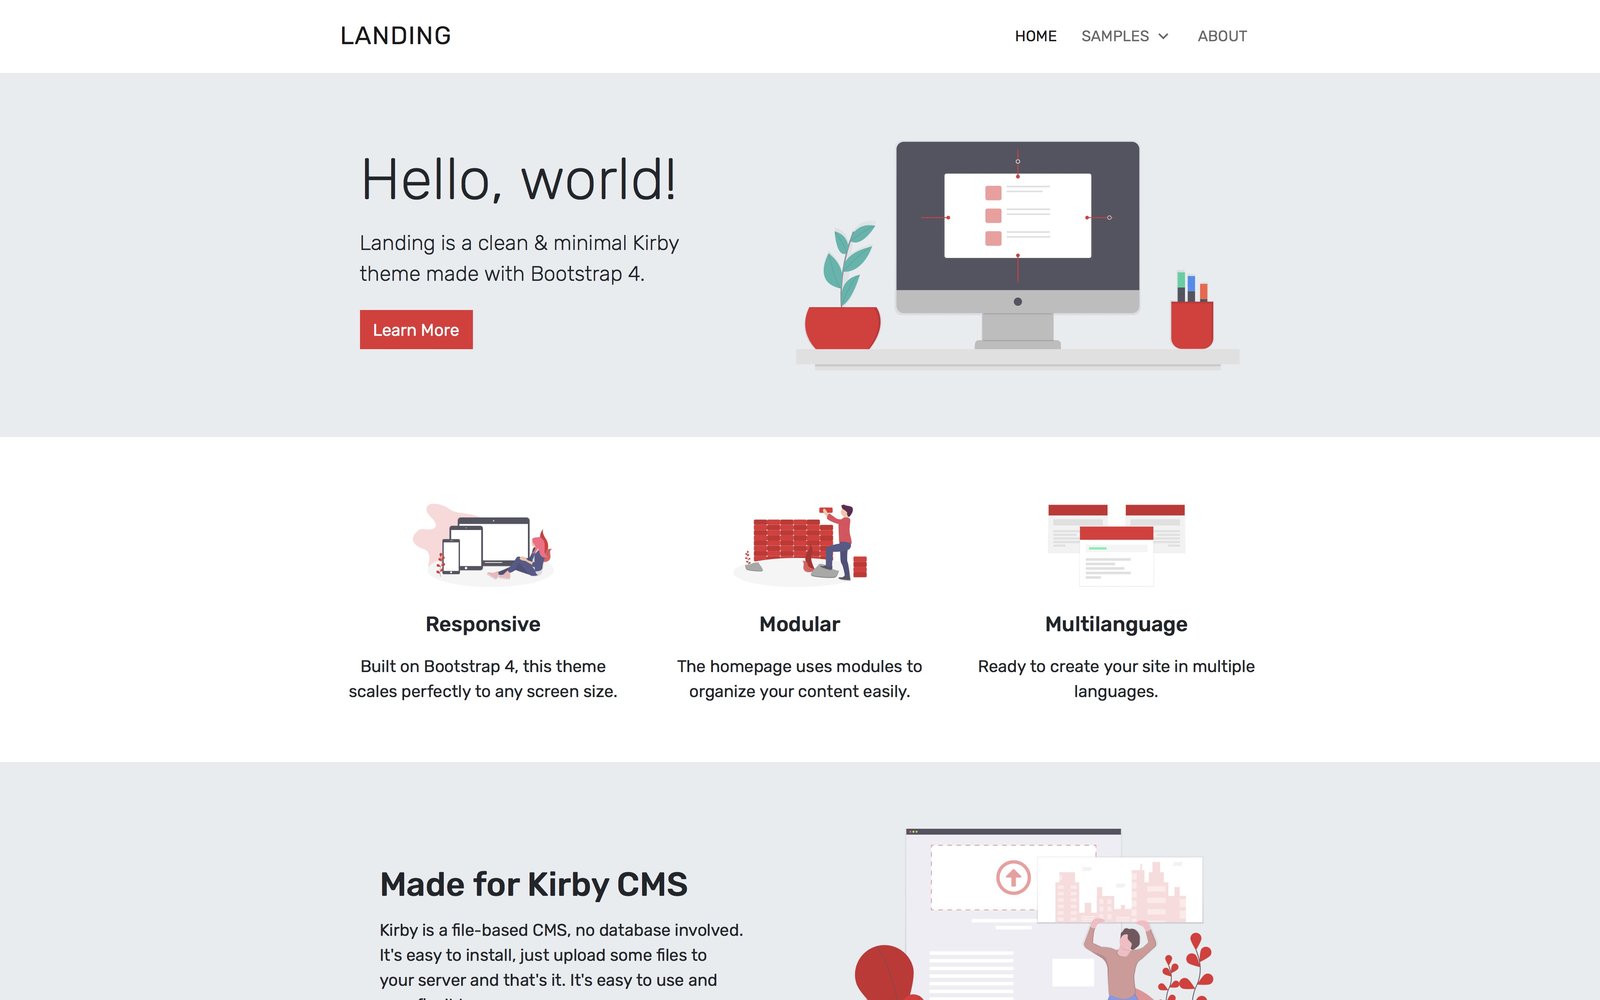 LANDING
HOME SAMPLES ABOUT
Hello, world!
Landing is a clean & minimal Kirby
theme made with Bootstrap 4.
Learn More
Responsive
Built on Bootstrap 4, this theme
scales perfectly to any screen size.
Modular
The homepage uses modules to
organize your content easily.
Multilanguage
Ready to create your site in multiple
languages.
Made for Kirby CMS
Kirby is a file-based CMS, no database involved.
It's easy to install, just upload some files to
your server and that's it. It's easy to use and